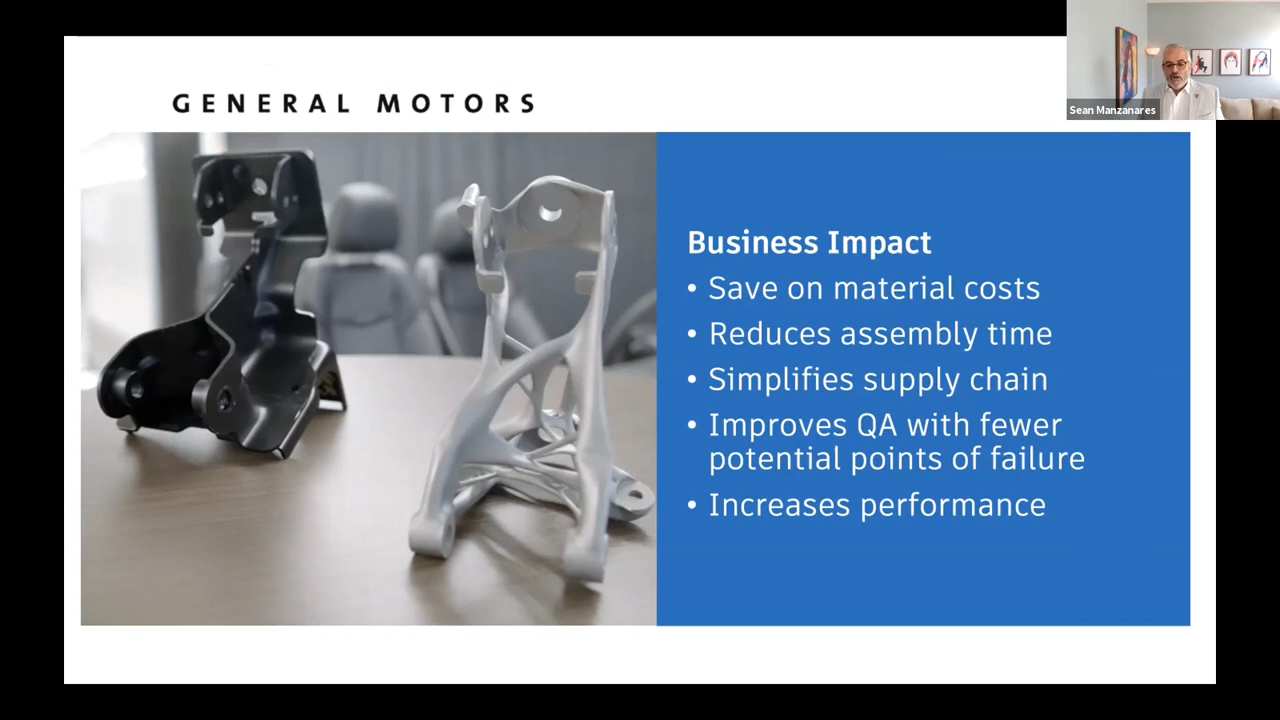 GENERAL MOTORS
Sean Manzanares
Business Impact
• Save on material costs
• Reduces assembly time
• Simplifies supply chain
• Improves QA with fewer
potential points of failure
• Increases performance